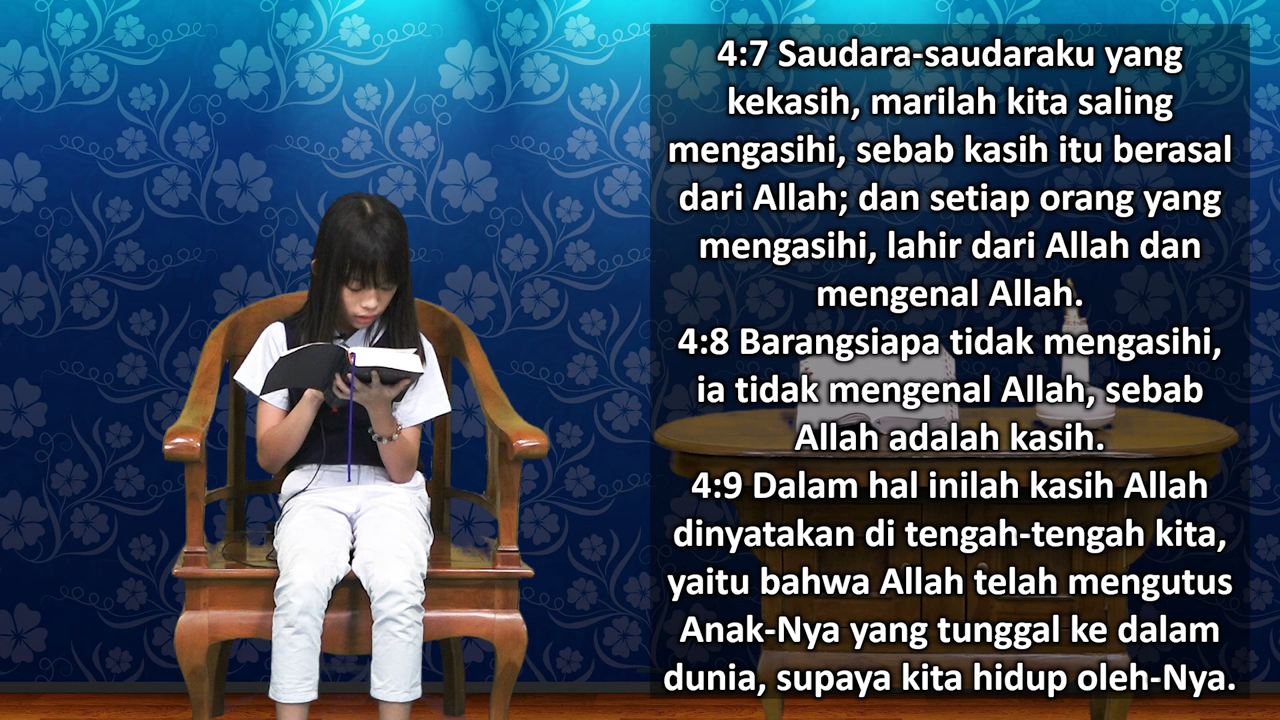 4:7 Saudara-saudaraku yang
kekasih, marilah kita saling
mengasihi, sebab kasih itu berasal
dari Allah; dan setiap orang yang
mengasihi, lahir dari Allah dan
mengenal Allah.
4:8 Barangsiapa tidak mengasihi,
ia tidak mengenal Allah, sebab
Allah adalah kasih.
4:9 Dalam hal inilah kasih Allah
dinyatakan di tengah-tengah kita,
yaitu bahwa Allah telah mengutus
Anak-Nya yang tunggal ke dalam
dunia, supaya kita hidup oleh-Nya.